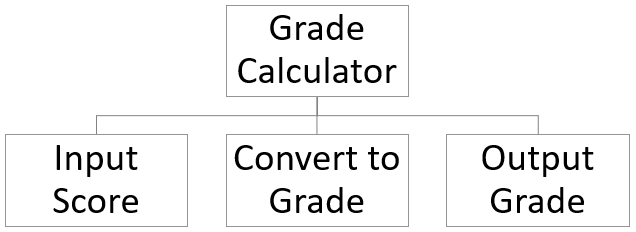 Grade
Calculator
Input
Score
Convert to
Grade
Output
Grade